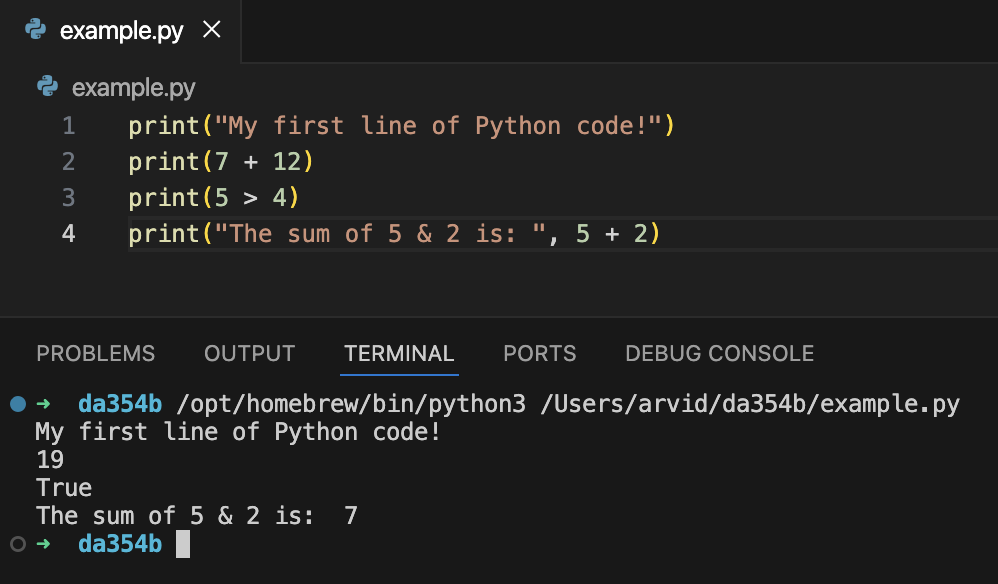 example.py
example.py
1 print("My first line of Python code!")
2 print(7 + 12)
3 print(5 > 4)
4 print("The sum of 5 & 2 is: ", 5 + 2)
PROBLEMS OUTPUT TERMINAL PORTS DEBUG CONSOLE
➜ da354b /opt/homebrew/bin/python3 /Users/arvid/da354b/example.py
My first line of Python code!
19
True
The sum of 5 & 2 is:  7
➜ da354b